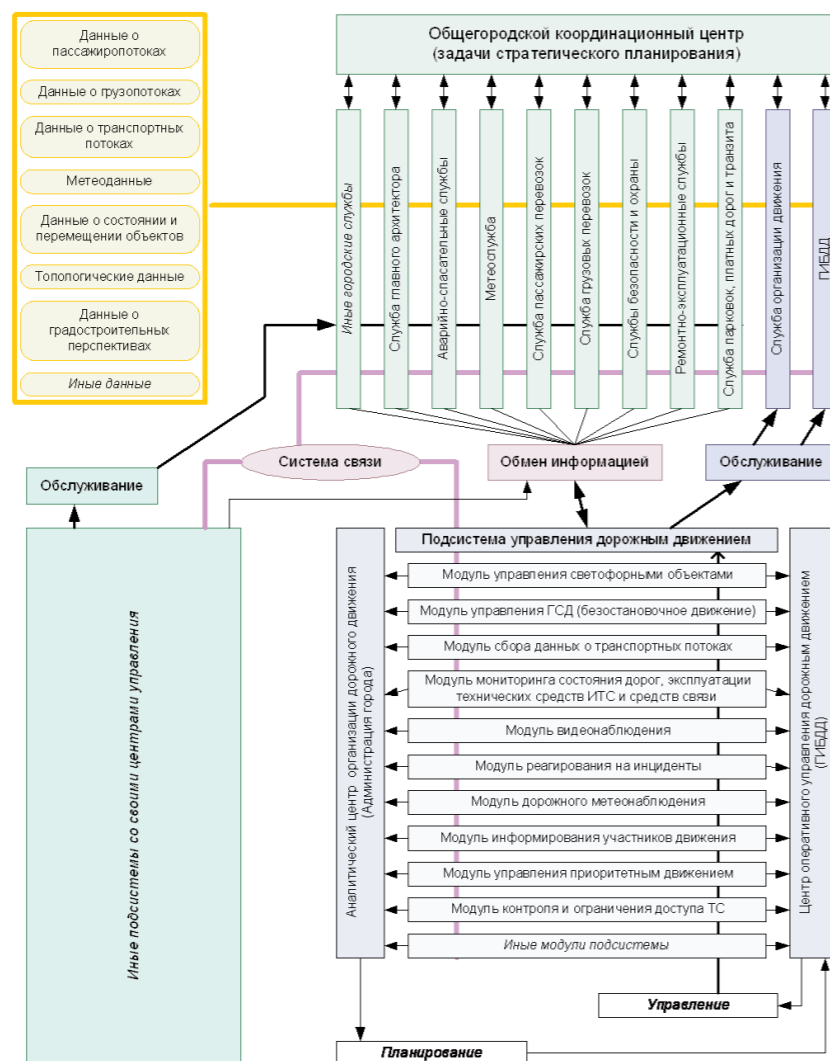 Данные о
пассажиропотоках
Данные о грузопотоках
Данные о транспортных
потоках
Метеоданные
Данные о состоянии и
перемещении объектов
Топологические данные
Данные о
градостроительных
перспективах
Иные данные
Общегородской координационный центр
(задачи стратегического планирования)
Иные городские службы
Служба главного архитектора
Аварийно-спасательные службы
Метеослужба
Служба пассажирских перевозок
Служба грузовых перевозок
Службы безопасности и охраны
Ремонтно-эксплуатационные службы
Служба парковок, платных дорог и транзита
Служба организации движения
ГИБДД
Обслуживание
Система связи
Обмен информацией
Обслуживание
Иные подсистемы со своими центрами управления
Аналитический центр организации дорожного движения
(Администрация города)
Подсистема управления дорожным движением
Модуль управления светофорными объектами
Модуль управления ГСД (безостановочное движение)
Модуль сбора данных о транспортных потоках
Модуль мониторинга состояния дорог, эксплуатации
технических средств ИТС и средств связи
Модуль видеонаблюдения
Модуль реагирования на инциденты
Модуль дорожного метеонаблюдения
Модуль информирования участников движения
Модуль управления приоритетным движением
Модуль контроля и ограничения доступа ТС
Иные модули подсистемы
Центр оперативного управления дорожным движением
(ГИБДД)
Управление
Планирование